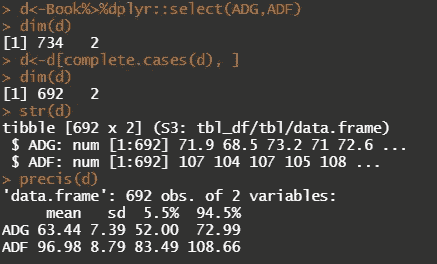 > d<-Book%>%dplyr::select(ADG,ADF)
> dim(d)
[1] 734   2
> d<-d[complete.cases(d), ]
> dim(d)
[1] 692   2
> str(d)
tibble [692 x 2] (S3: tbl_df/tbl/data.frame)
 $ ADG: num [1:692] 71.9 68.5 73.2 71 72.6 ...
 $ ADF: num [1:692] 107 104 107 105 108 ...
> precis(d)
'data.frame': 692 obs. of 2 variables:
     mean   sd  5.5%  94.5%
ADG 63.44 7.39 52.00  72.99
ADF 96.98 8.79 83.49 108.66